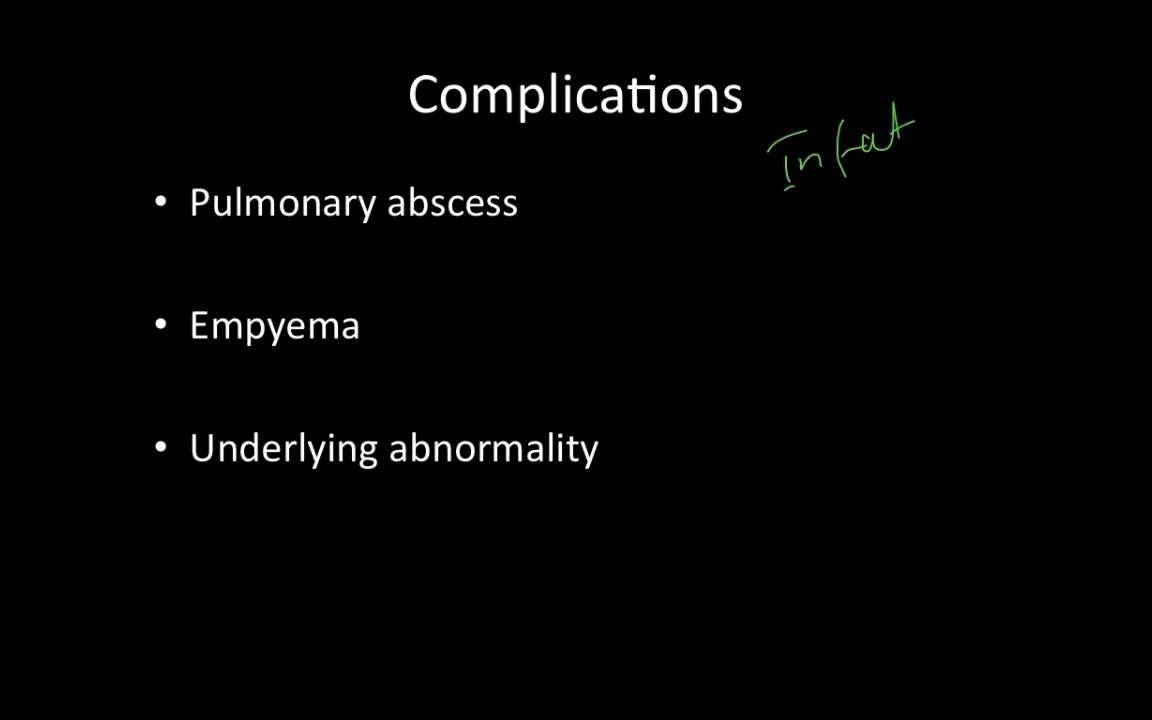 Complications
• Pulmonary abscess
• Empyema
• Underlying abnormality